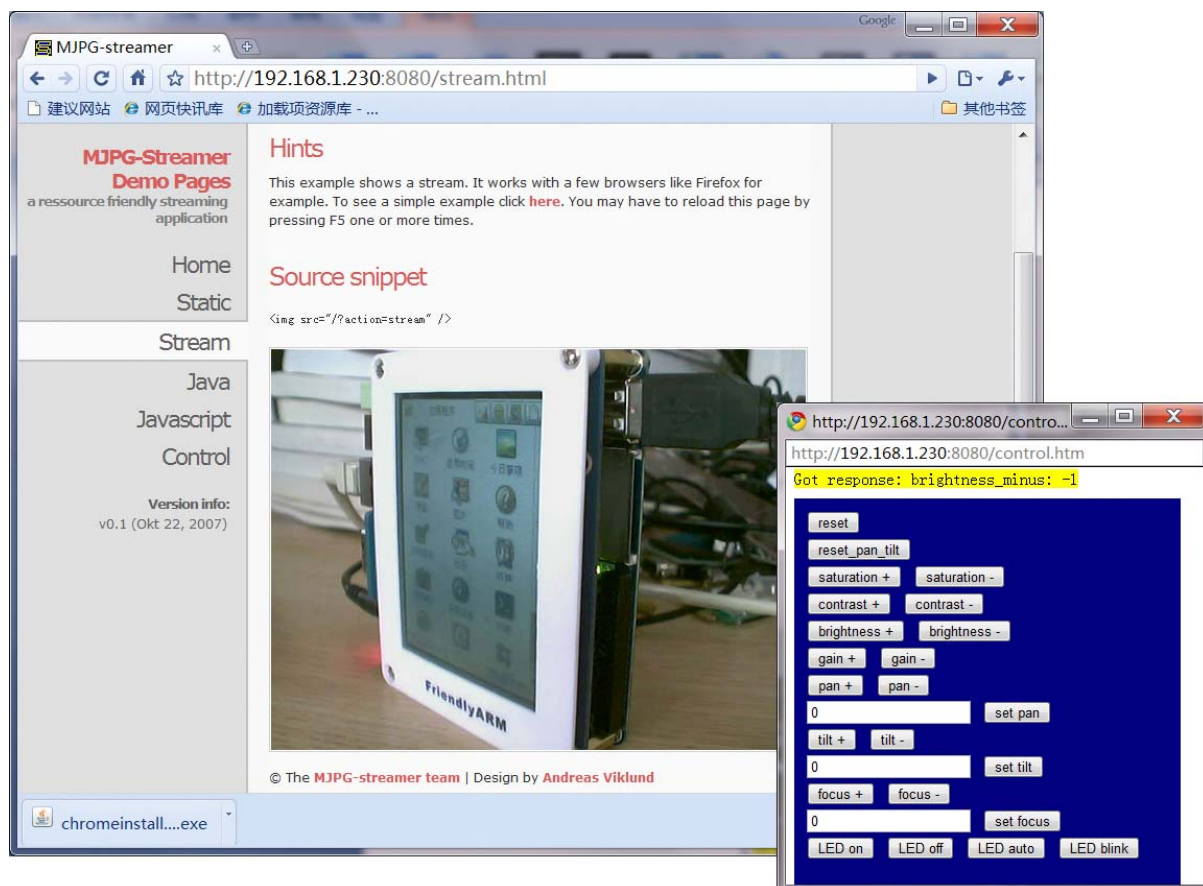 Google
MJPG-streamer
http://192.168.1.230:8080/stream.html
建议网站 网页快讯库 加载项资源库 - ... 其他书签
MJPG-Streamer
Demo Pages
a ressource friendly streaming
application
Home
Static
Stream
Java
Javascript
Control
Version info:
v0.1 (Okt 22, 2007)
Hints
This example shows a stream. It works with a few browsers like Firefox for
example. To see a simple example click here. You may have to reload this page by
pressing F5 one or more times.
Source snippet
<img src="/?action=stream" />
今日事项
FriendlyARM
© The MJPG-streamer team | Design by Andreas Viklund
chromeinstall....exe
http://192.168.1.230:8080/contro...
http://192.168.1.230:8080/control.htm
Got response: brightness_minus: -1
reset
reset_pan_tilt
saturation + saturation -
contrast + contrast -
brightness + brightness -
gain + gain -
pan + pan -
0 set pan
tilt + tilt -
0 set tilt
focus + focus -
0 set focus
LED on LED off LED auto LED blink